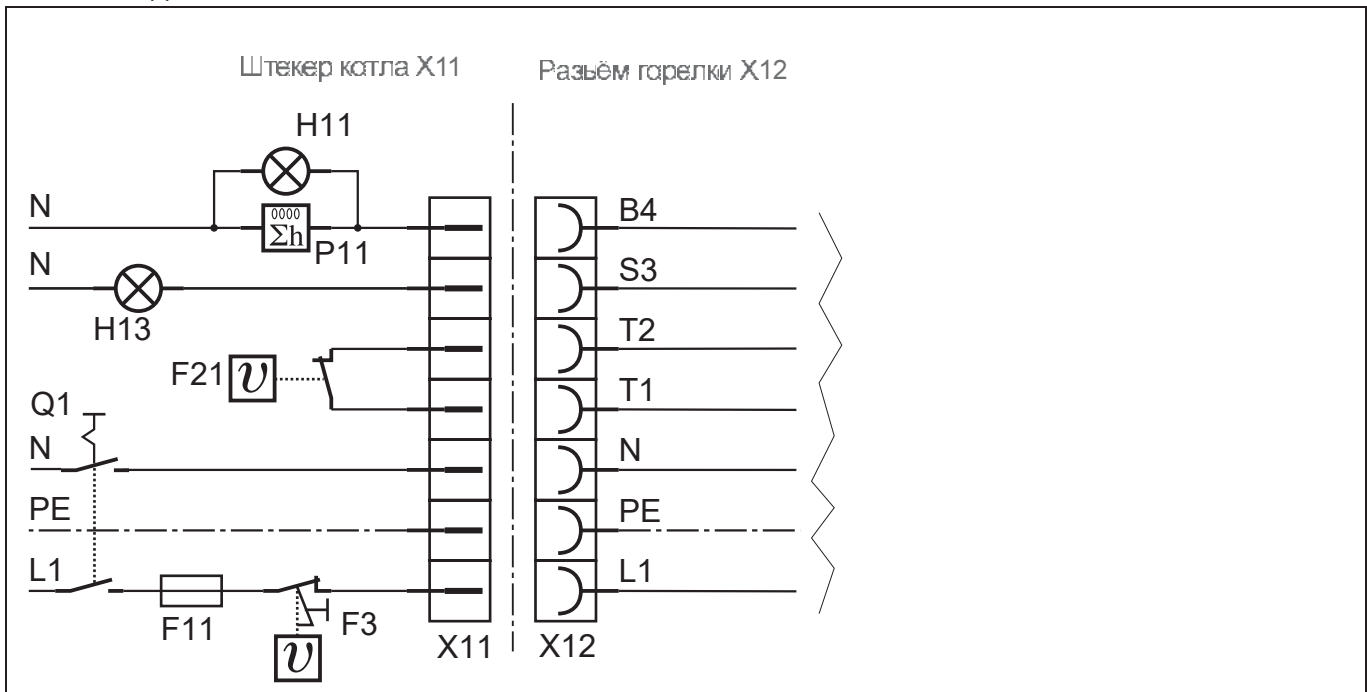 Штекер котла X11
Разъём горелки X12
H11
N
0000
Σh
P11
B4
N
H13
S3
F21
υ
T2
T1
Q1
N
N
PE
PE
L1
F11
F3
υ
L1
X11
X12